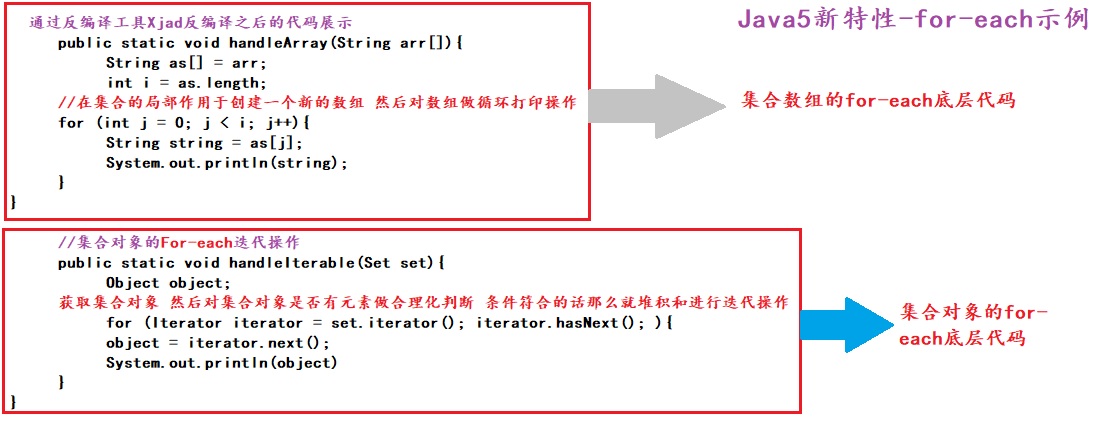 Java5新特性-for-each示例
通过反编译工具Xjad反编译之后的代码展示
public static void handleArray(String arr[]){
String as[] = arr;
int i = as.length;
//在集合的局部作用于创建一个新的数组 然后对数组做循环打印操作
for (int j = 0; j < i; j++){
String string = as[j];
System.out.println(string);
}
}
集合数组的for-each底层代码
//集合对象的For-each迭代操作
public static void handleIterable(Set set){
Object object;
获取集合对象 然后对集合对象是否有元素做合理化判断 条件符合的话那么就堆积和进行迭代操作
for (Iterator iterator = set.iterator(); iterator.hasNext(); ){
object = iterator.next();
System.out.println(object)
}
}
集合对象的for-
each底层代码